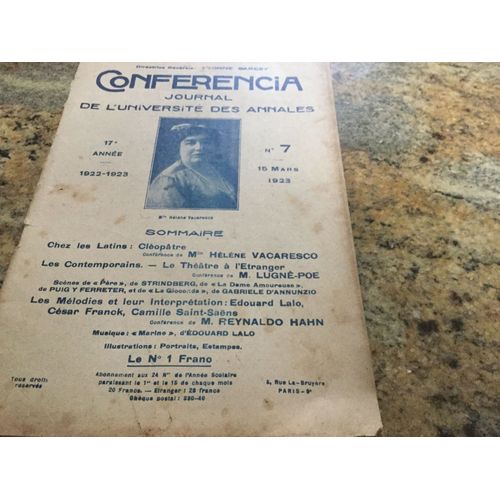 Directrice Générale: YVONNE SARCEY
CONFERENCIA
JOURNAL
DE L'UNIVERSITÉ DES ANNALES
17e
ANNÉE
1922-1923
N° 7
15 MARS
1923
Mlle Hélène Vacaresco
SOMMAIRE
Chez les Latins: Cléopâtre
Conférence de Mlle HÉLÈNE VACARESCO
Les Contemporains. — Le Théâtre à l'Etranger
Conférence de M. LUGNÉ-POE
Scènes de «Père», de STRINDBERG, de «La Dame Amoureuse»,
de PUIG Y FERRETER, et de «La Gioconda», de GABRIELE D'ANNUNZIO
Les Mélodies et leur Interprétation: Edouard Lalo,
César Franck, Camille Saint-Saëns
Conférence de M. REYNALDO HAHN
Musique: «Marine», d'ÉDOUARD LALO
Illustrations: Portraits, Estampes.
Le N° 1 Franc
Tous droits
réservés
Abonnement aux 24 Nos de l'Année Scolaire
paraissant le 1er et le 15 de chaque mois
20 Francs. — Etranger: 25 francs
Chèque postal: 230-40
5, Rue La-Bruyère
PARIS-9e